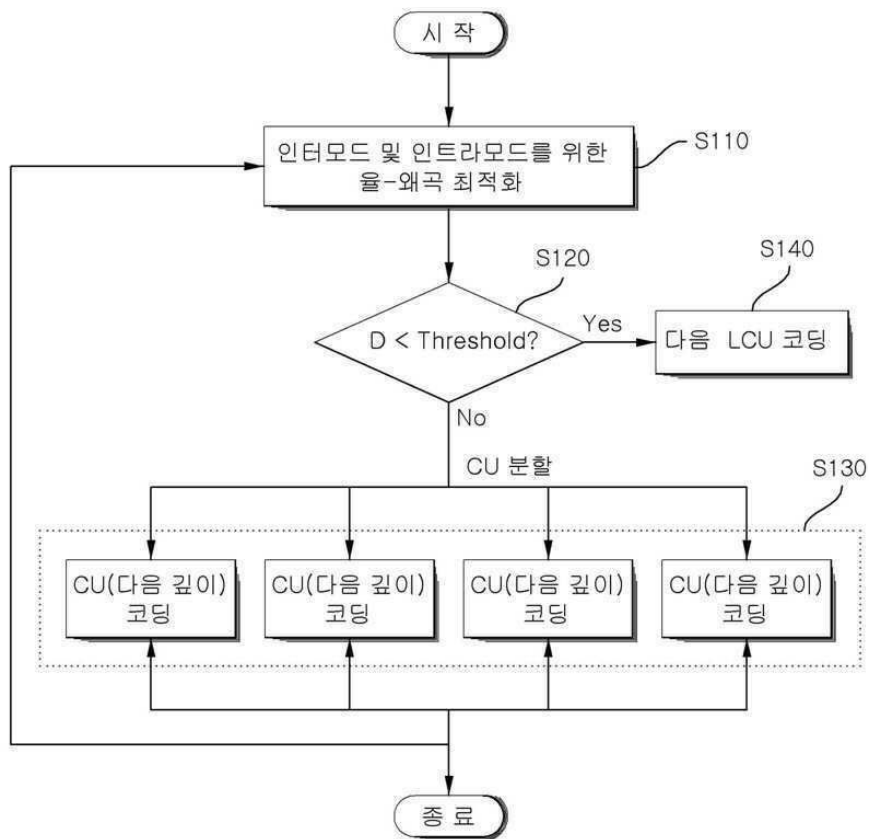 시 작
인터모드 및 인트라모드를 위한
율-왜곡 최적화
S110
S120
D < Threshold?
Yes
S140
다음 LCU 코딩
No
CU 분할
S130
CU(다음 깊이)
코딩
CU(다음 깊이)
코딩
CU(다음 깊이)
코딩
CU(다음 깊이)
코딩
종 료